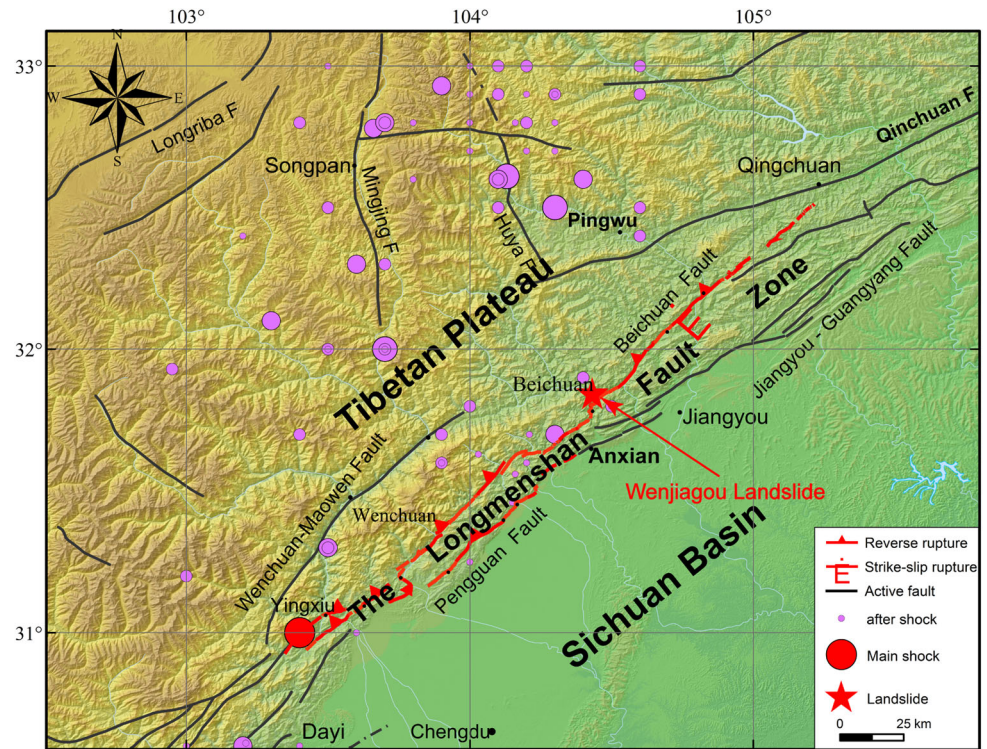 103°
104°
105°
33°
32°
31°
N
W
E
S
Longriba F
Songpan
Mingjing F
Huya F
Pingwu
Qingchuan
Qinchuan F
Tibetan Plateau
Beichuan Fault
Jiangyou - Guangyang Fault
Beichuan
Jiangyou
Anxian
Wenjiagou Landslide
The Longmenshan Fault Zone
Wenchuan-Maowen Fault
Wenchuan
Pengguan Fault
Yingxiu
Sichuan Basin
Dayi
Chengdu
E
Reverse rupture
E
Strike-slip rupture
Active fault
after shock
Main shock
Landslide
0 25 km